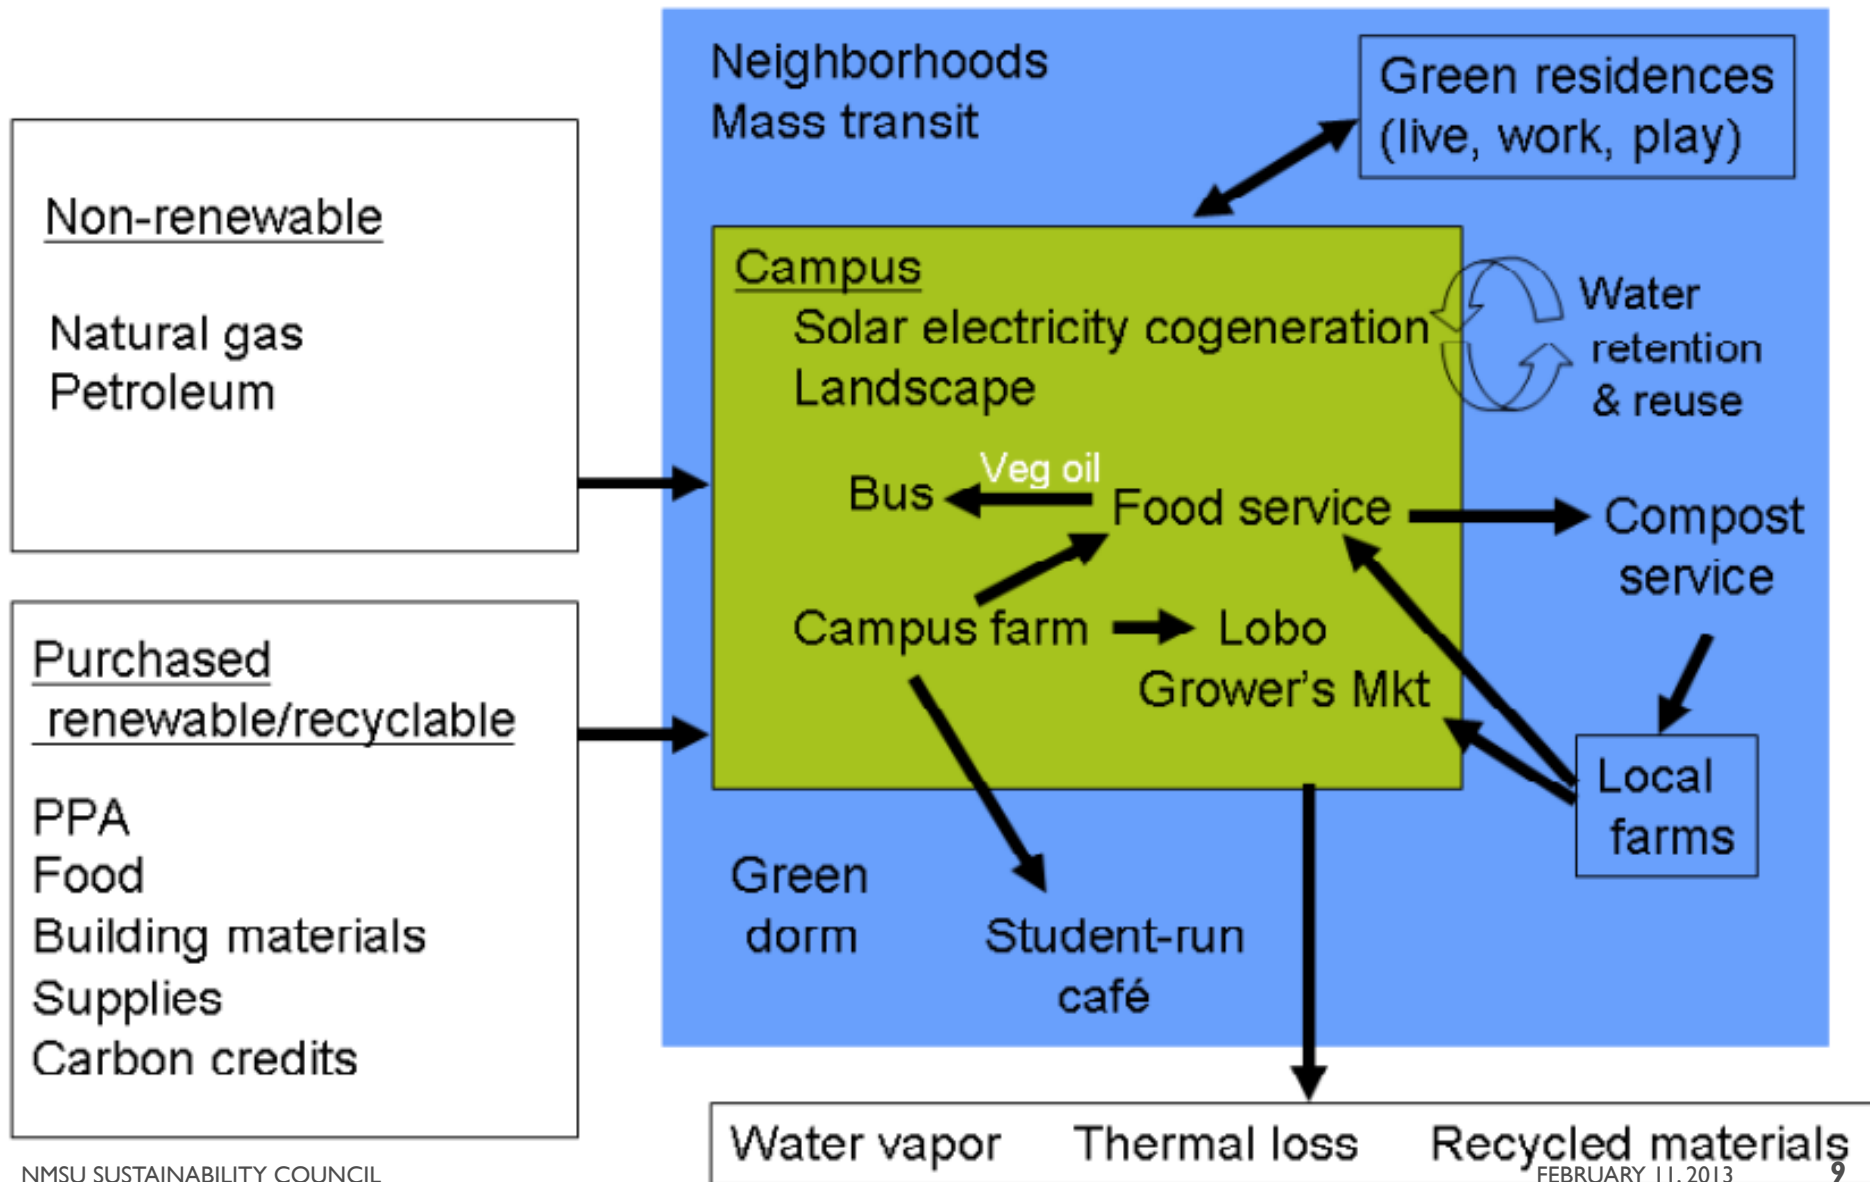 Non-renewable
Natural gas
Petroleum
Purchased
renewable/recyclable
PPA
Food
Building materials
Supplies
Carbon credits
Neighborhoods
Mass transit
Green residences
(live, work, play)
Campus
Solar electricity cogeneration
Landscape
Water
retention
& reuse
Veg oil
Bus
Food service
Compost
service
Campus farm
Lobo
Grower's Mkt
Local
farms
Green
dorm
Student-run
café
Water vapor Thermal loss Recycled materials
NMSU SUSTAINABILITY COUNCIL
FEBRUARY 11, 2013
9